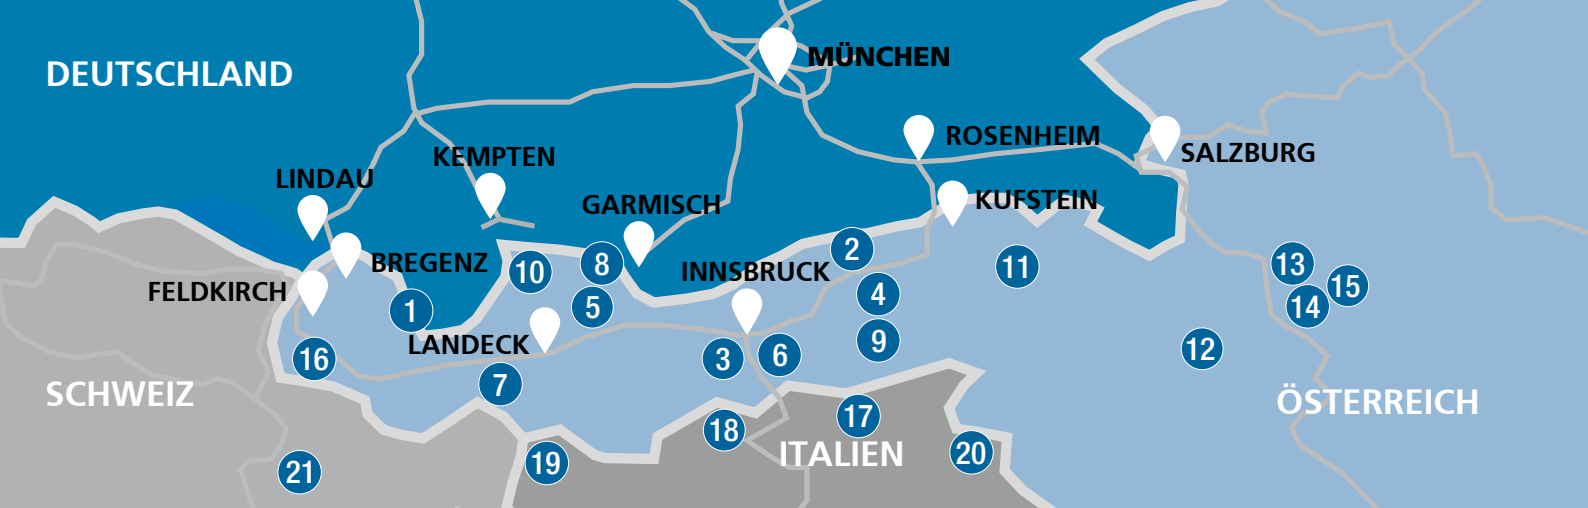 MÜNCHEN
DEUTSCHLAND
ROSENHEIM
SALZBURG
KEMPTEN
LINDAU
GARMISCH
KUFSTEIN
2
BREGENZ
10
8
INNSBRUCK
11
13
FELDKIRCH
15
4
5
14
1
LANDECK
9
12
16
3
6
7
SCHWEIZ
ÖSTERREICH
17
18
ITALIEN
20
19
21